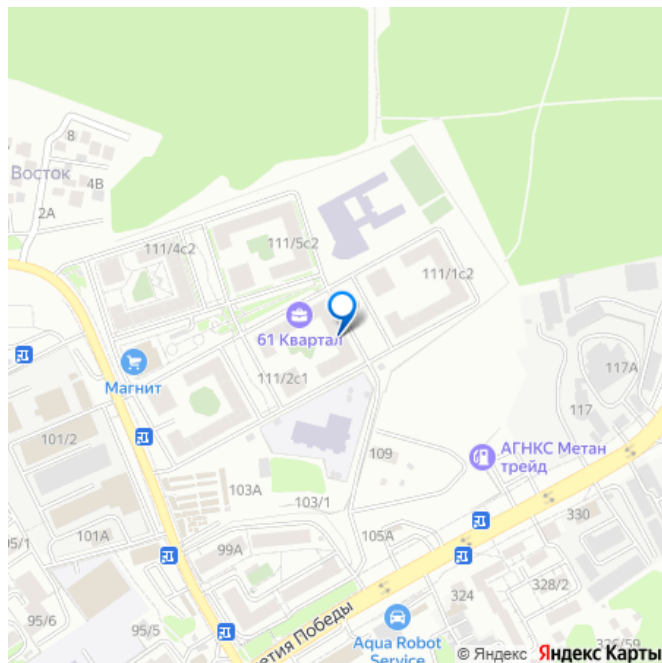 8
Восток
4В
2А
111/4с2
111/5с2
111/1с2
61 Квартал
Магнит
111/2с1
117А
117
101/2
109
АГНКС Метан
трейд
103А
103/1
101А
99А
105А
330
95/6
95/5
324
328/2
етия Победы
Aqua Robot
Service
© Яндекс Яндекс Карты